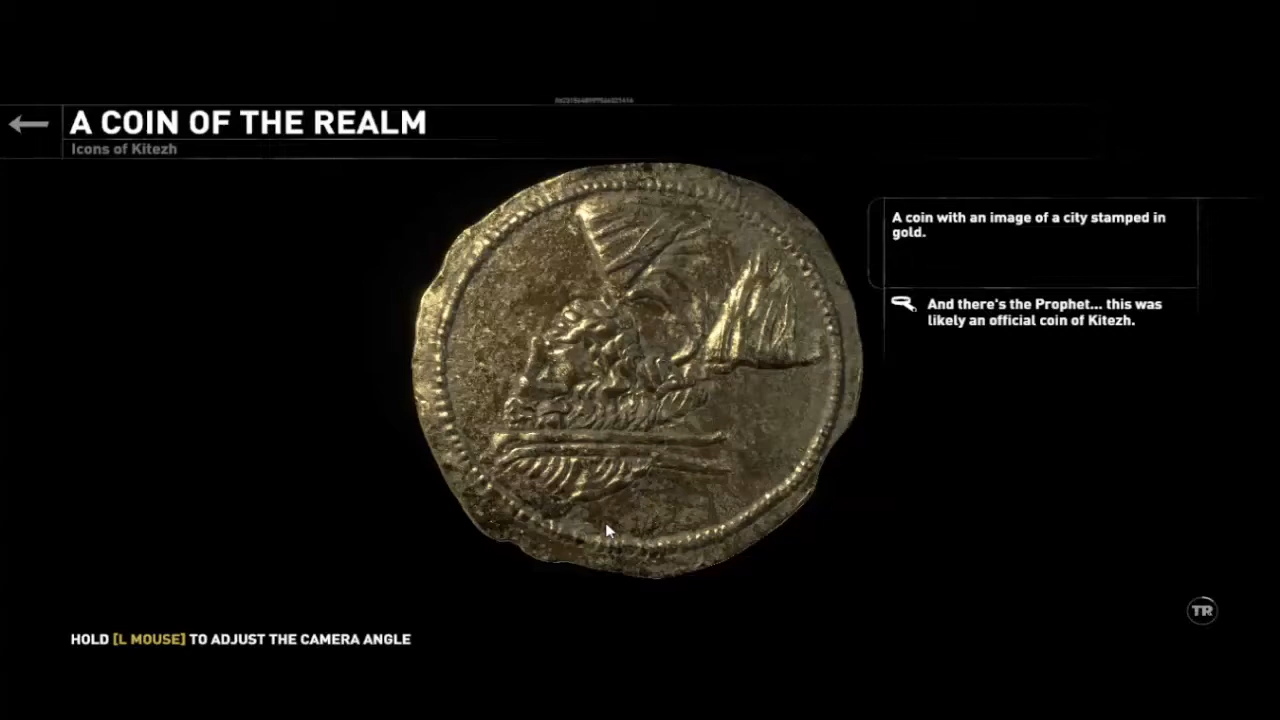 A COIN OF THE REALM
Icons of Kitezh
A coin with an image of a city stamped in
gold.
And there's the Prophet... this was
likely an official coin of Kitezh.
TR
HOLD [L MOUSE] TO ADJUST THE CAMERA ANGLE